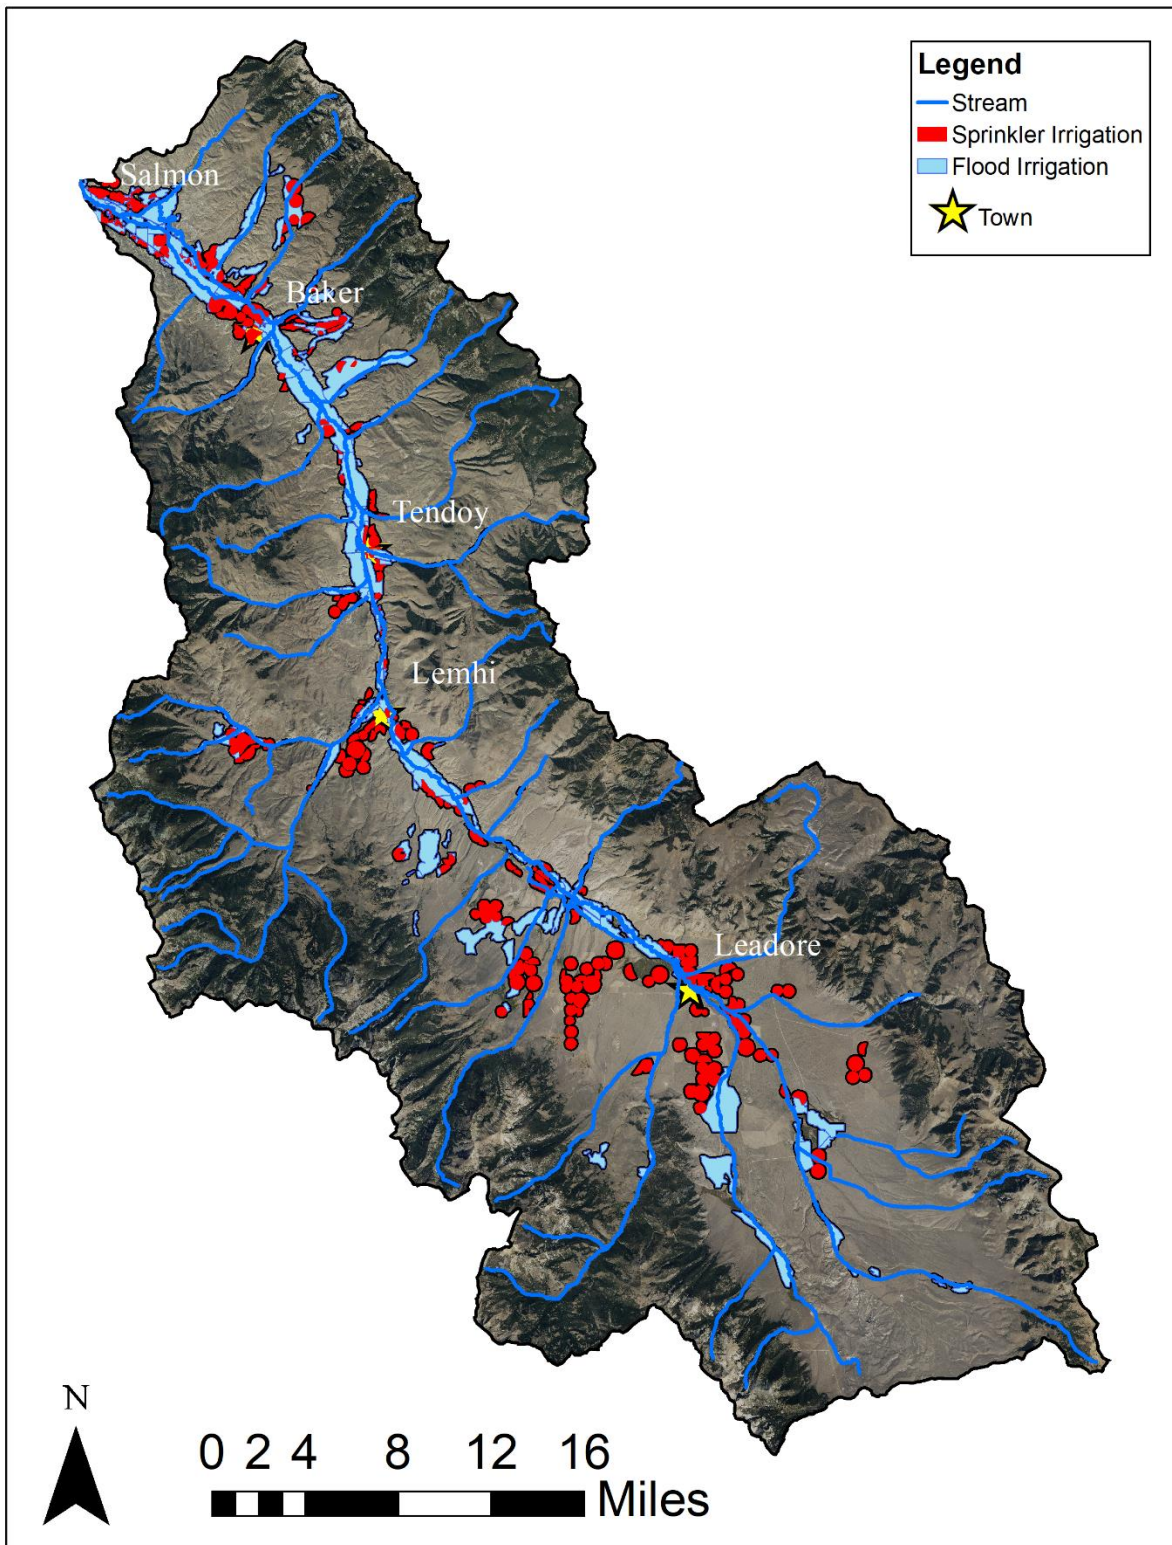 Legend
Stream
Sprinkler Irrigation
Flood Irrigation
Town
Salmon
Baker
Tendoy
Lemhi
Leadore
N
0 2 4 8 12 16
Miles